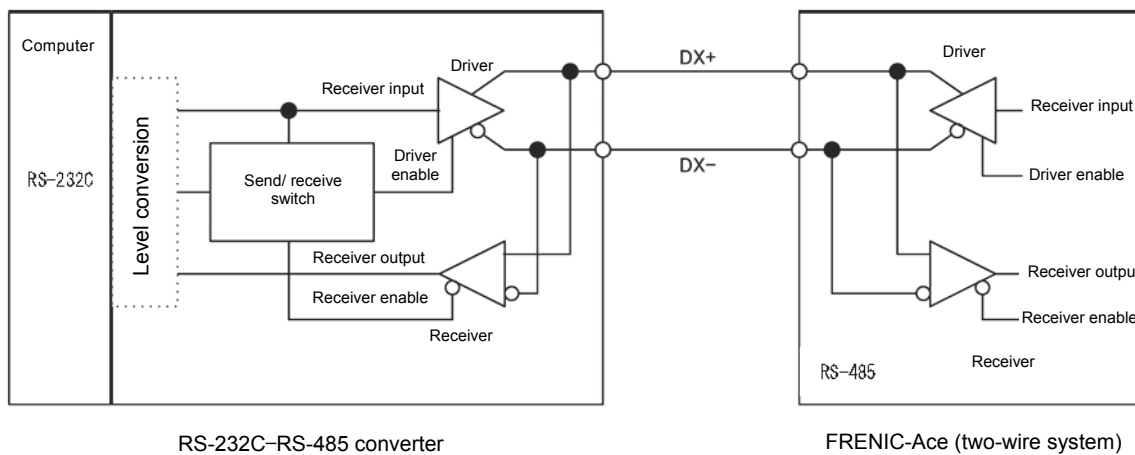 Computer
RS-232C
Level conversion
Receiver input
Driver
Send/ receive
switch
Driver
enable
Receiver output
Receiver enable
Receiver
DX+
DX-
Driver
Receiver input
Driver enable
Receiver output
Receiver enable
Receiver
RS-485
RS-232C−RS-485 converter
FRENIC-Ace (two-wire system)